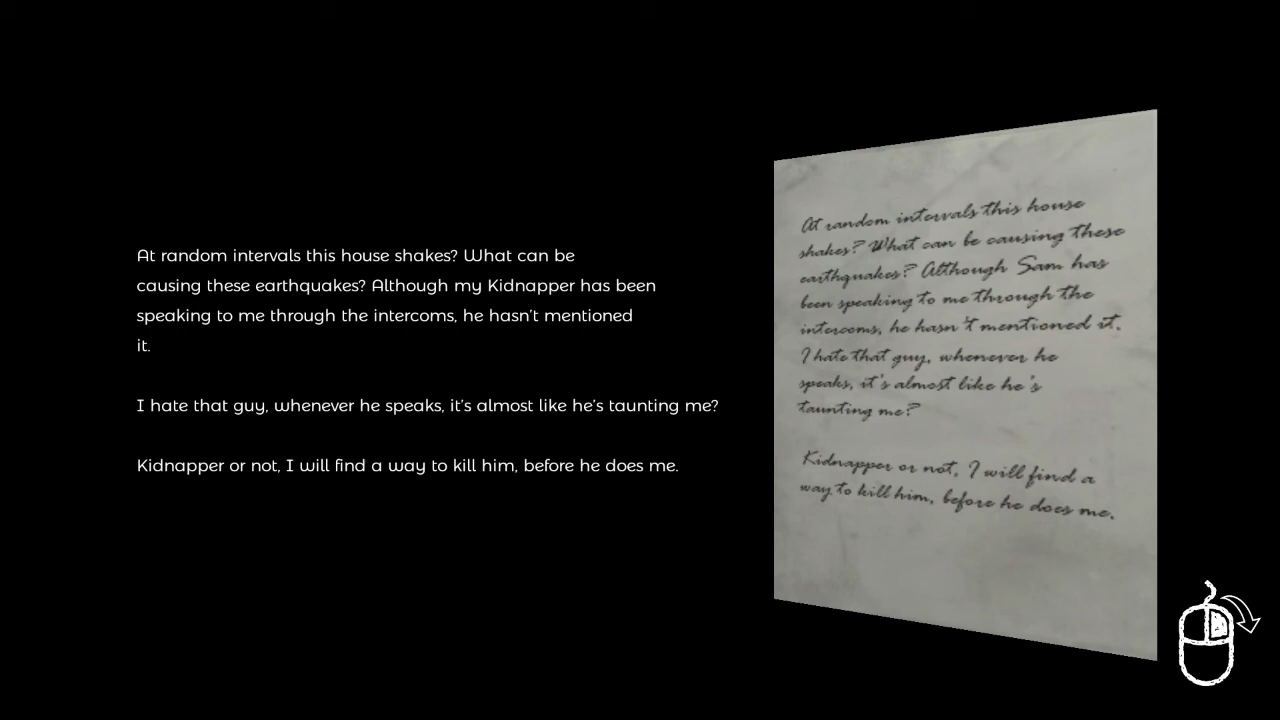 At random intervals this house shakes? What can be
causing these earthquakes? Although my Kidnapper has been
speaking to me through the intercoms, he hasn't mentioned
it.
I hate that guy, whenever he speaks, it's almost like he's taunting me?
Kidnapper or not, I will find a way to kill him, before he does me.
At random intervals this house
shakes? What can be causing these
earthquakes? Although Sam has
been speaking to me through the
intercoms, he hasn't mentioned it.
I hate that guy, whenever he
speaks, it's almost like he's
taunting me?
Kidnapper or not, I will find a
way to kill him, before he does me.